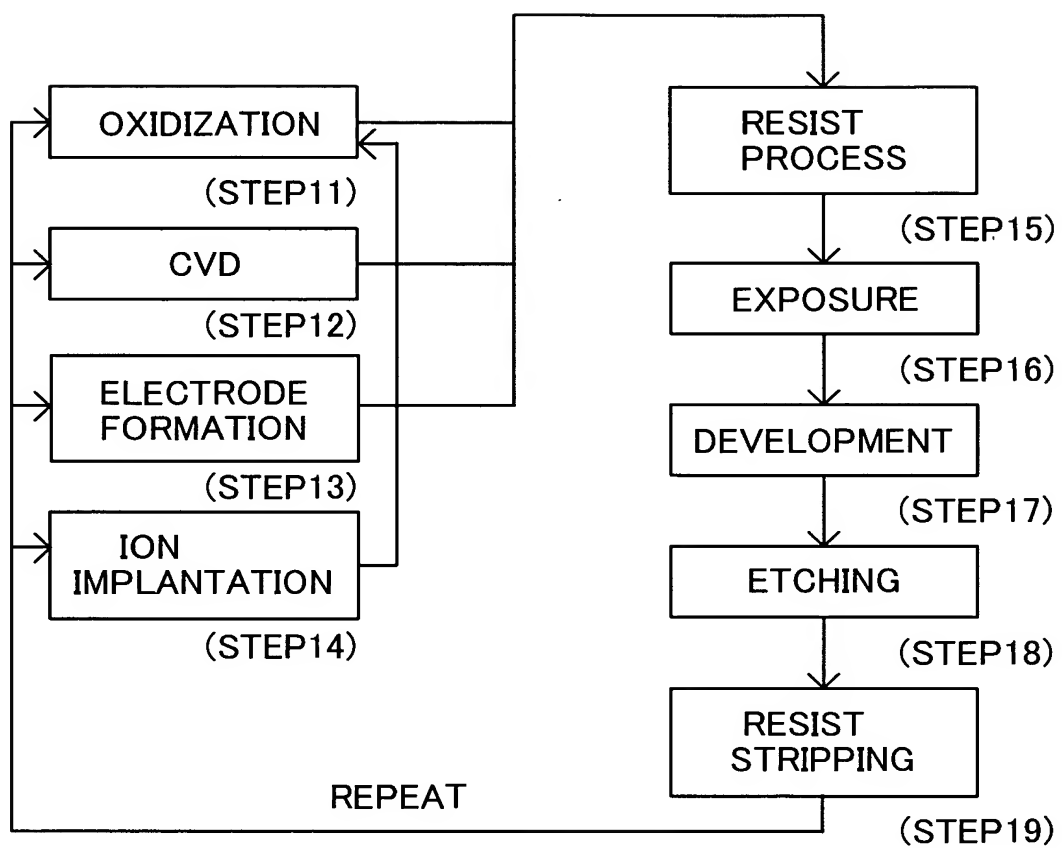 OXIDIZATION
(STEP11)
CVD
(STEP12)
ELECTRODE
FORMATION
(STEP13)
ION
IMPLANTATION
(STEP14)
RESIST
PROCESS
(STEP15)
EXPOSURE
(STEP16)
DEVELOPMENT
(STEP17)
ETCHING
(STEP18)
RESIST
STRIPPING
(STEP19)
REPEAT